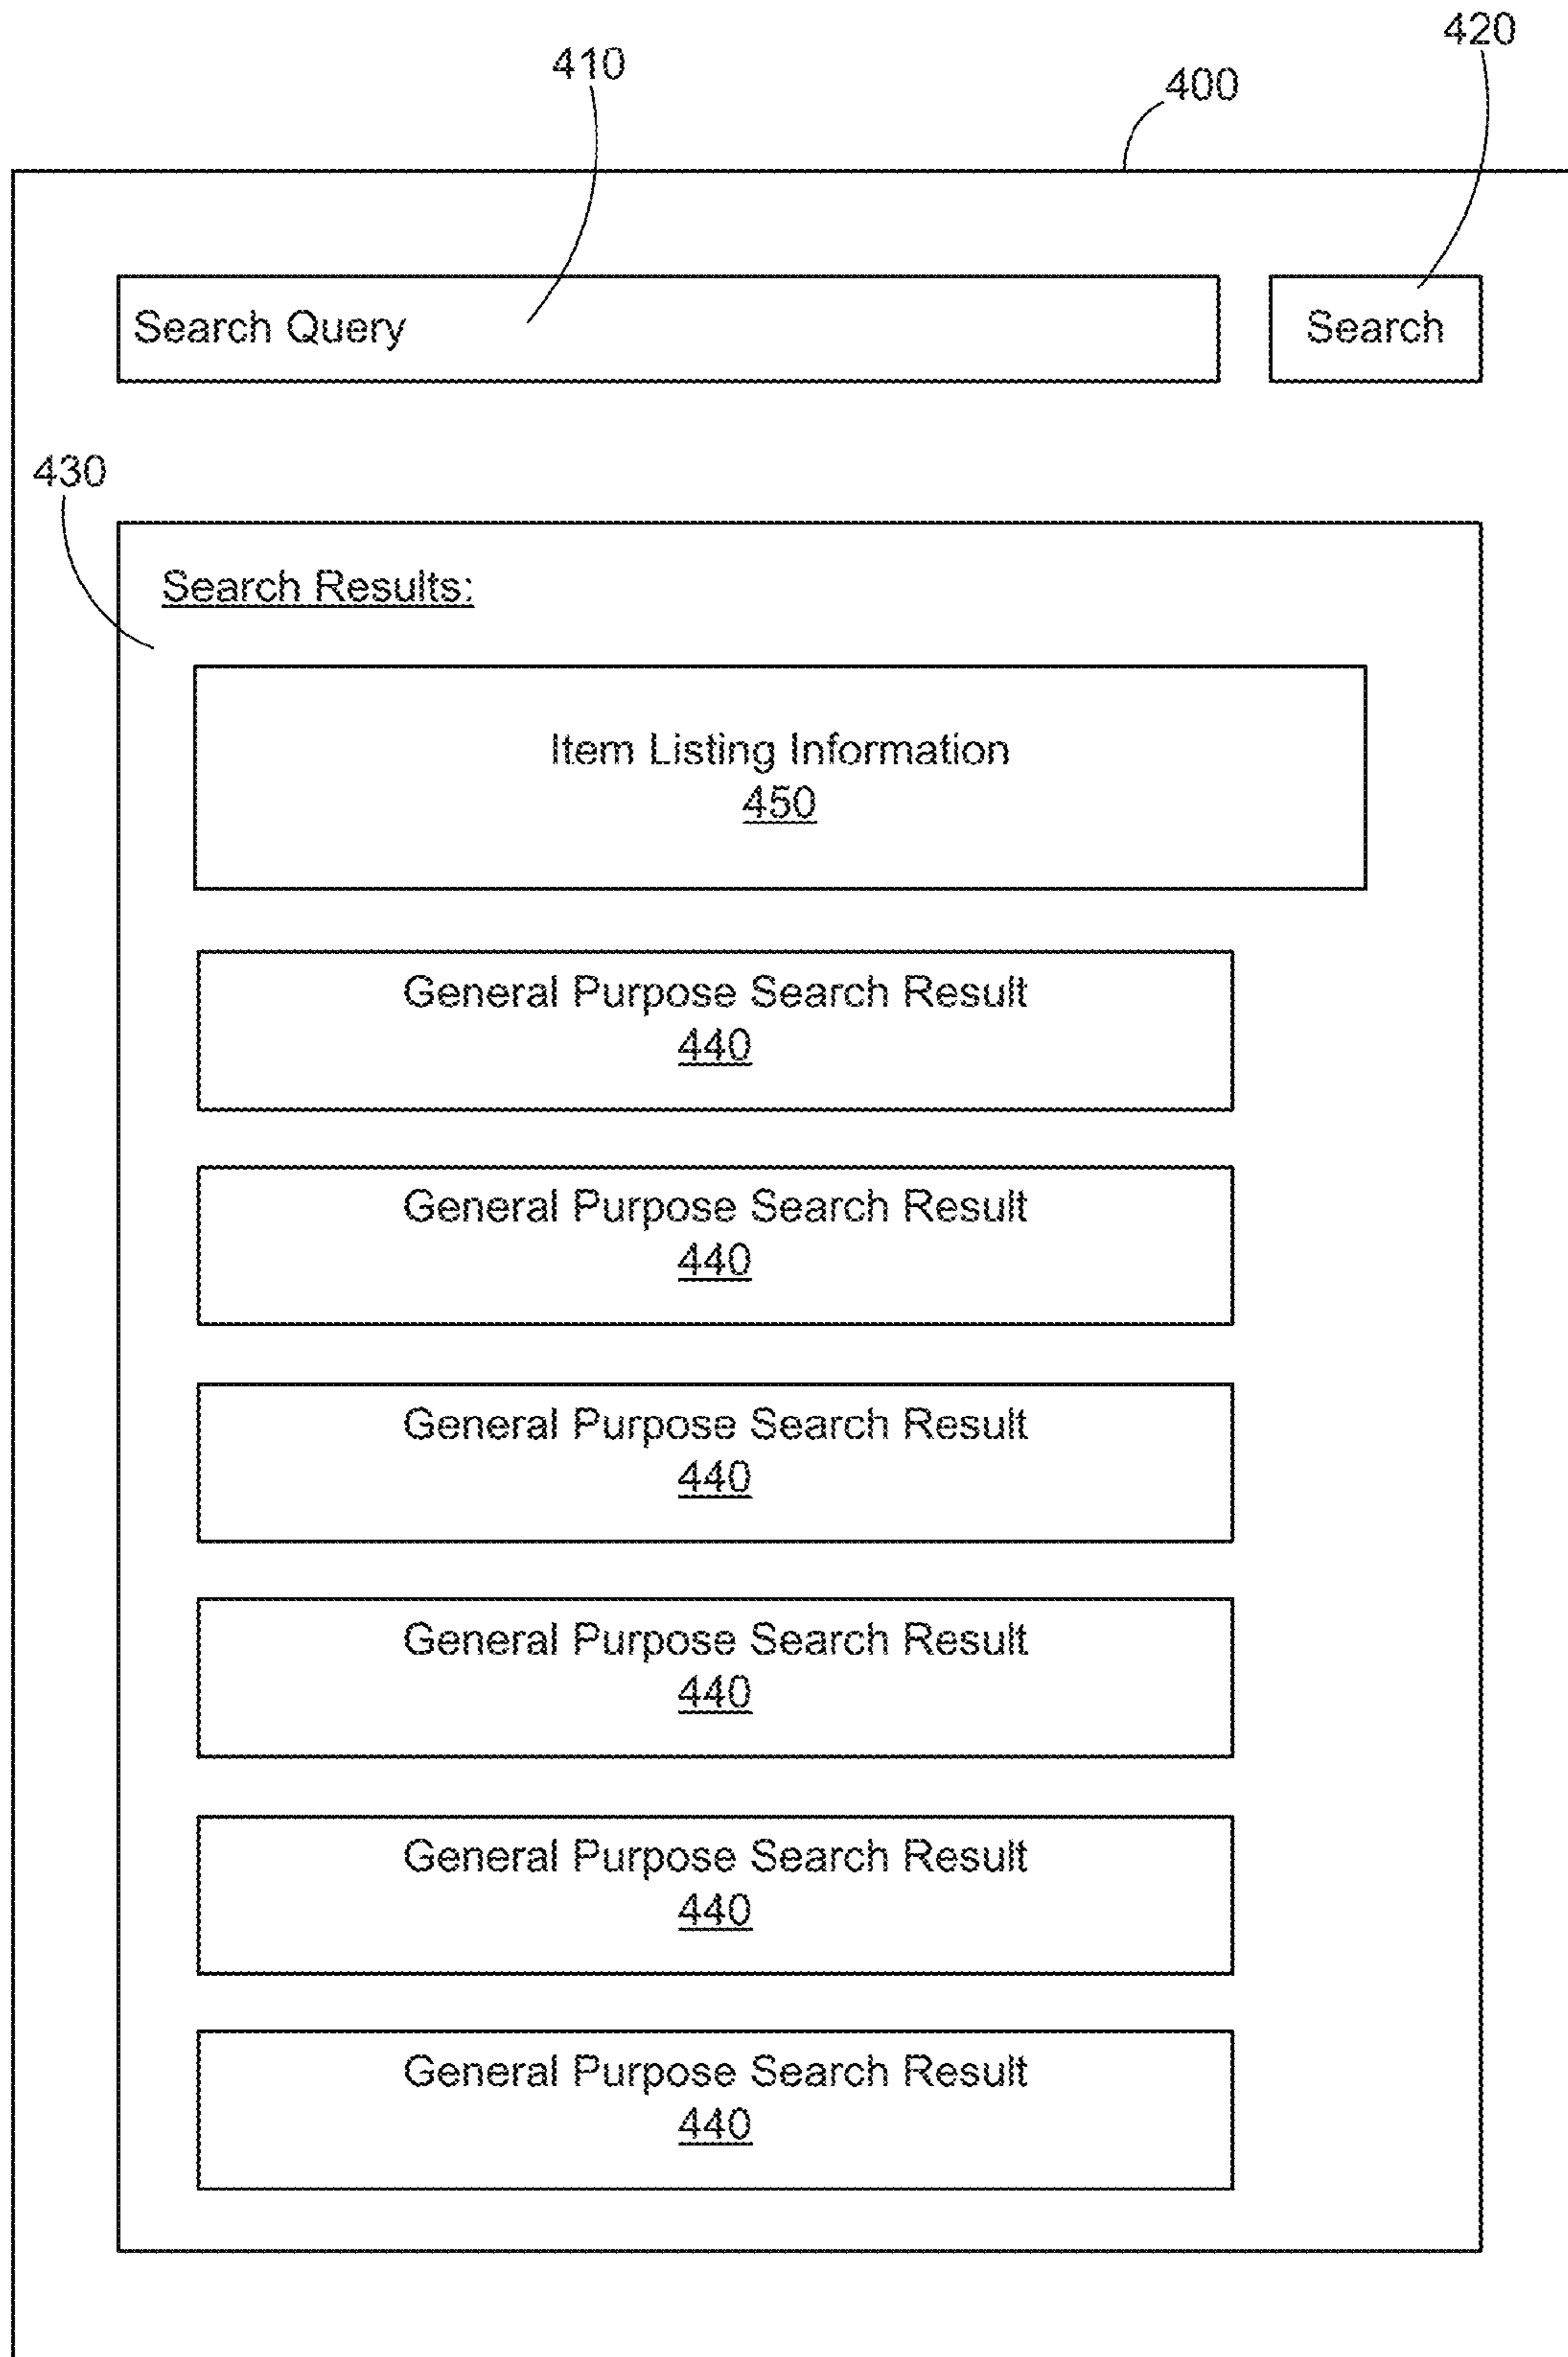 420
410
400
Search Query
Search
430
Search Results:
Item Listing Information
450
General Purpose Search Result
440
General Purpose Search Result
440
General Purpose Search Result
440
General Purpose Search Result
440
General Purpose Search Result
440
General Purpose Search Result
440